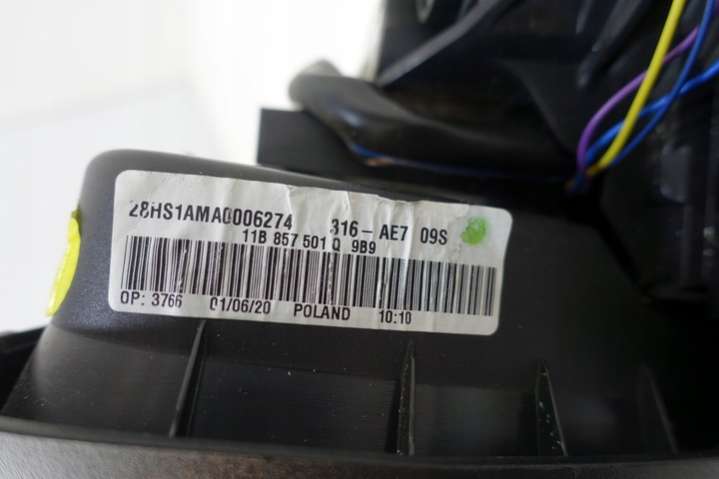 28HS1AMA0006274 316- AE7 09S
11B 857 501 Q 9B9
OP: 3766 01/06/20 POLAND 10:10